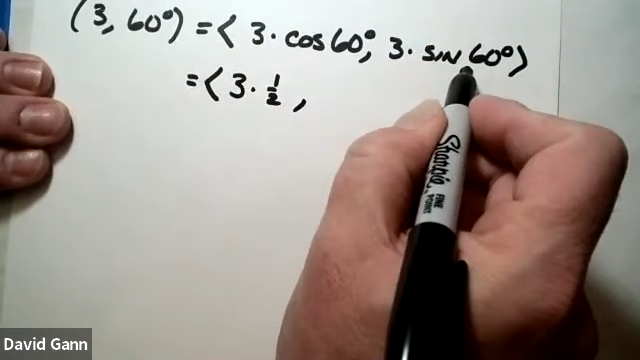 (3, 60°) = ⟨ 3 · cos 60°, 3 · sin 60° ⟩
= ⟨ 3 · 1/2 ,
Sharpie
FINE POINT
David Gann